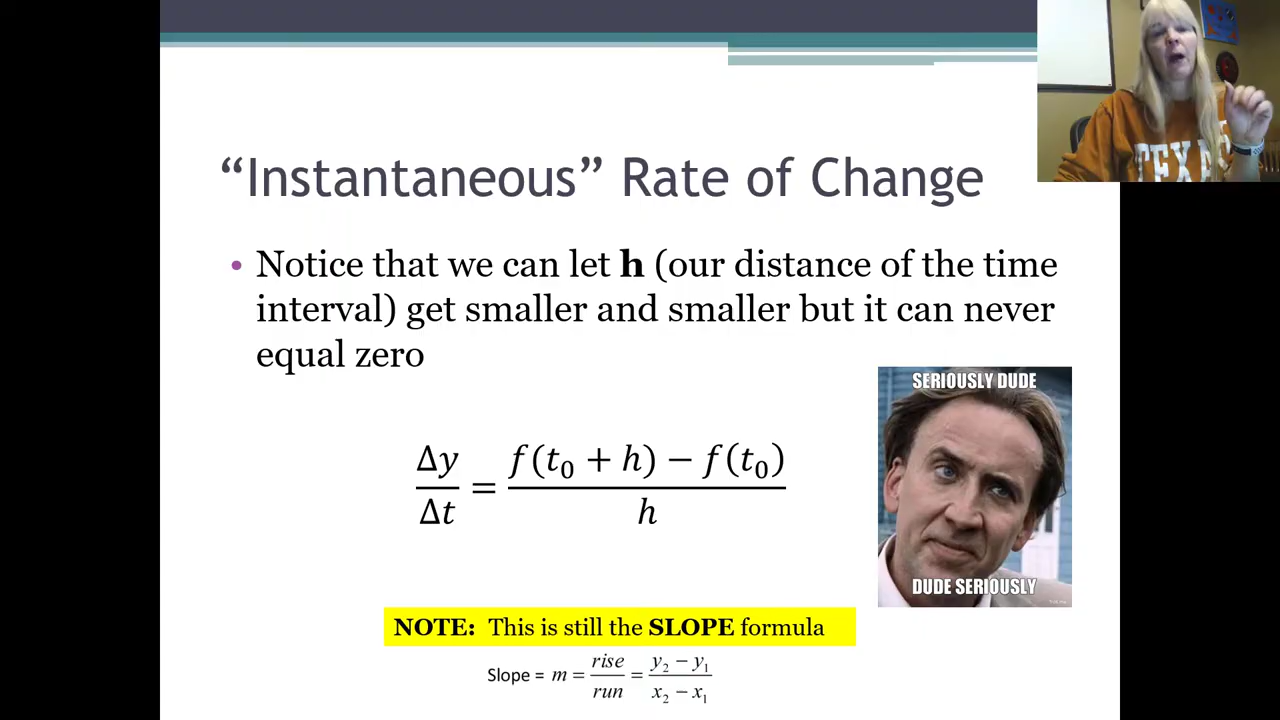 “Instantaneous” Rate of Change
• Notice that we can let h (our distance of the time
interval) get smaller and smaller but it can never
equal zero
SERIOUSLY DUDE
Δy/Δt = (f(t₀ + h) − f(t₀))/h
DUDE SERIOUSLY
NOTE: This is still the SLOPE formula
Slope = m = rise/run = (y₂ − y₁)/(x₂ − x₁)
TEXAS